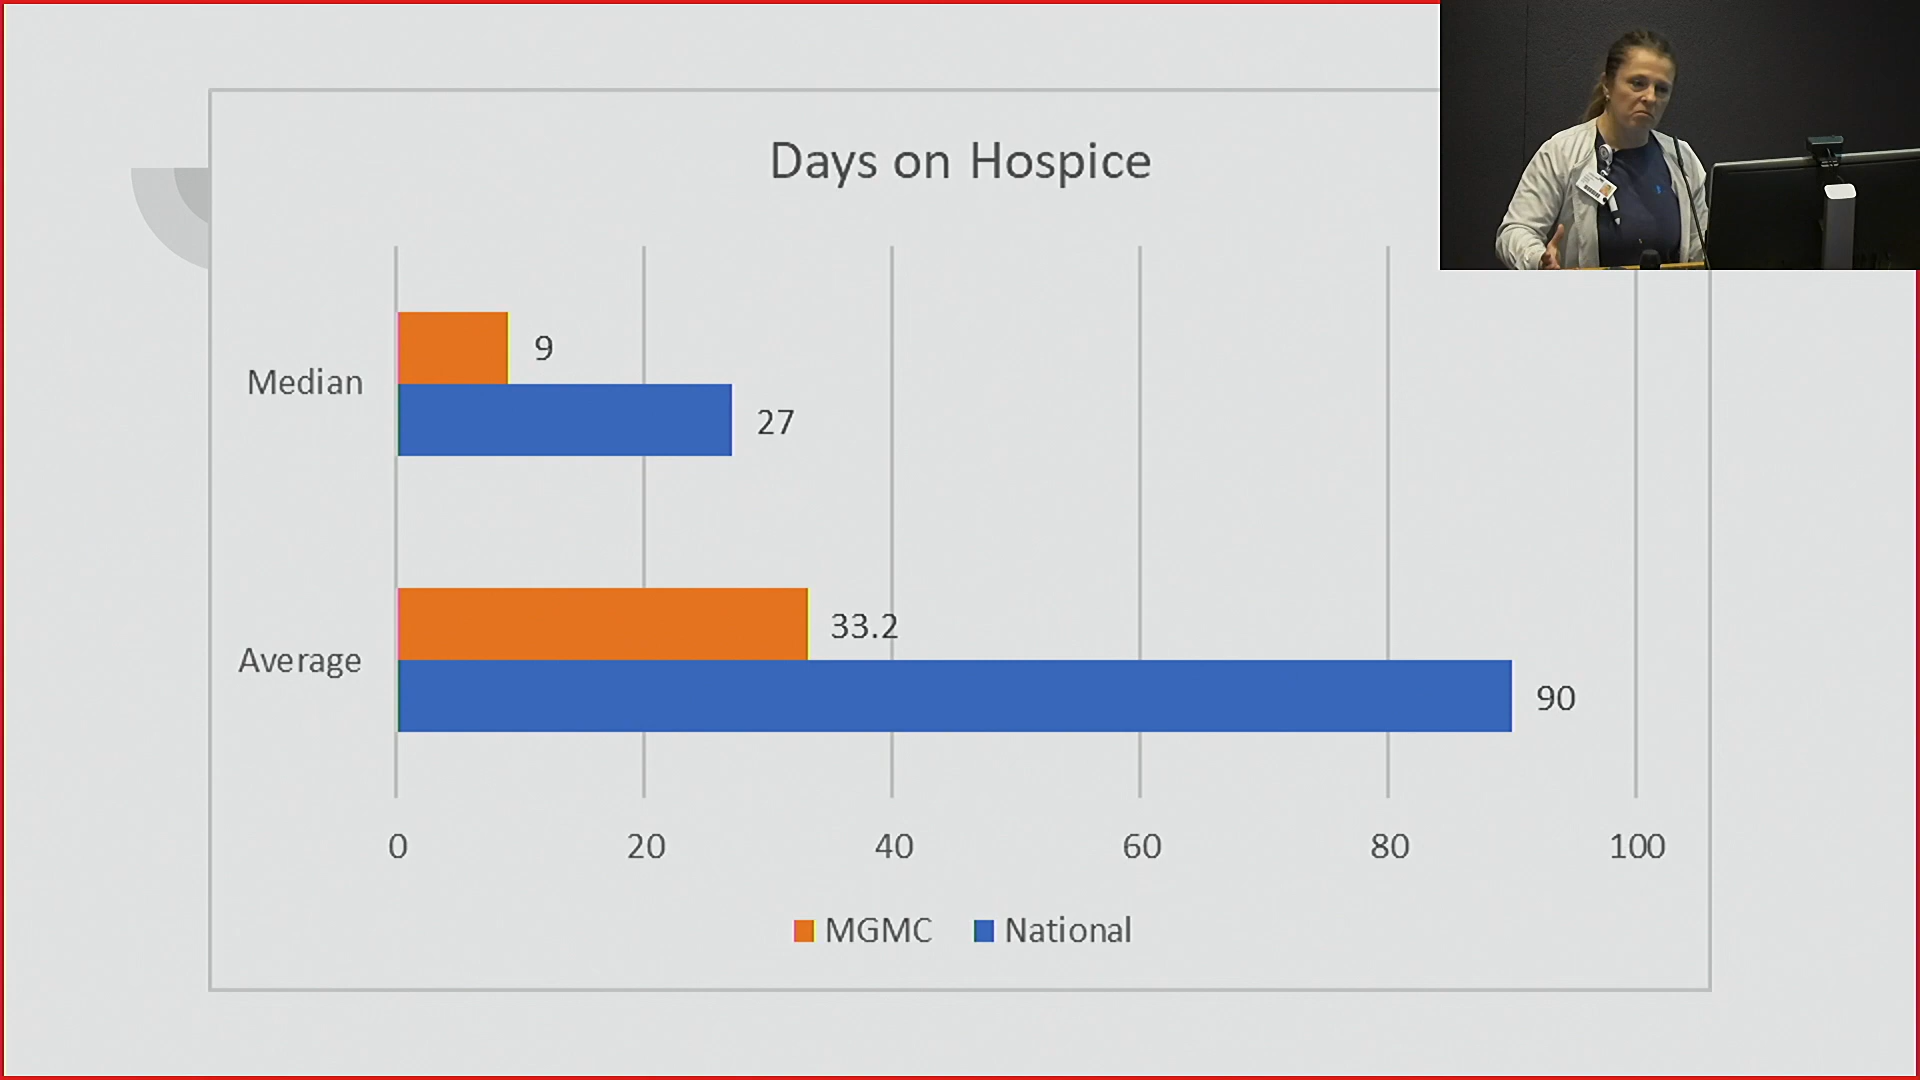 Days on Hospice
Median
9
27
Average
33.2
90
0 20 40 60 80 100
MGMC National